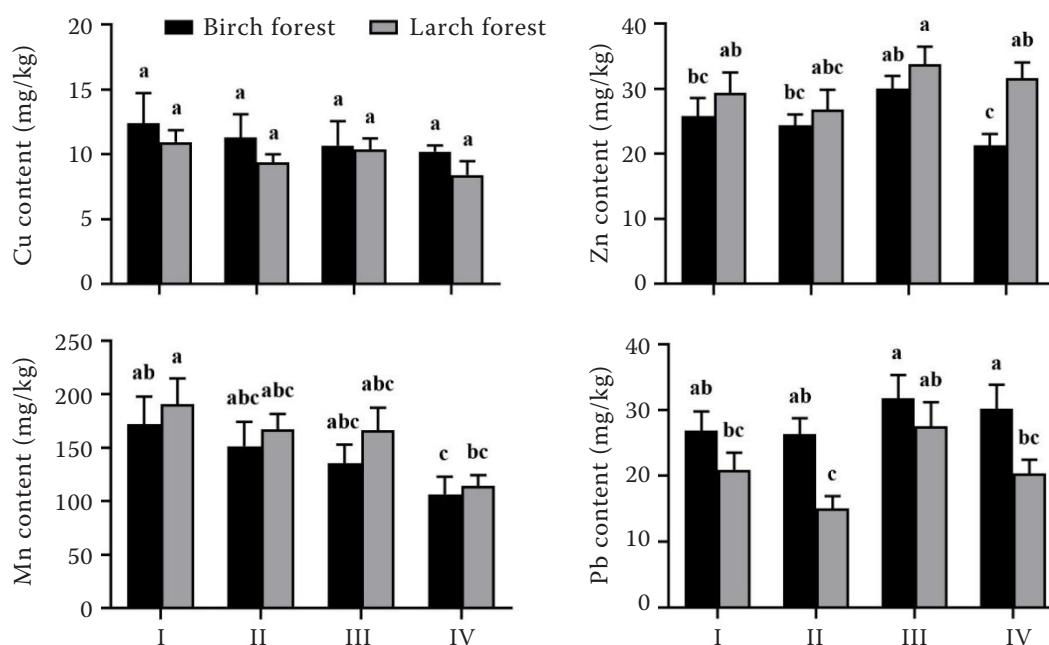 Birch forest
Larch forest
Cu content (mg/kg)
20
15
10
5
0
a
a
a
a
a
a
a
a
Zn content (mg/kg)
40
30
20
10
0
bc
ab
bc
abc
ab
a
c
ab
Mn content (mg/kg)
250
200
150
100
50
0
ab
a
abc
abc
abc
abc
c
bc
I
II
III
IV
Pb content (mg/kg)
40
30
20
10
0
ab
bc
ab
c
a
ab
a
bc
I
II
III
IV